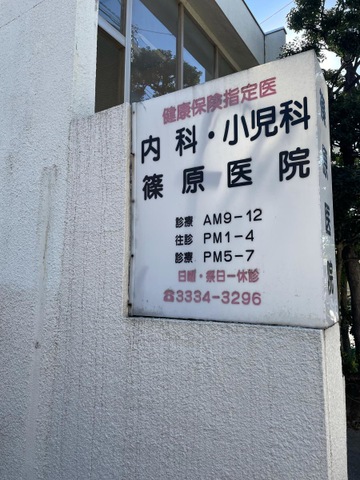 健康保険指定医
内科・小児科
篠原医院
診療 AM9-12
往診 PM1-4
診療 PM5-7
日曜・祭日一休診
☎3334-3296
篠原医院